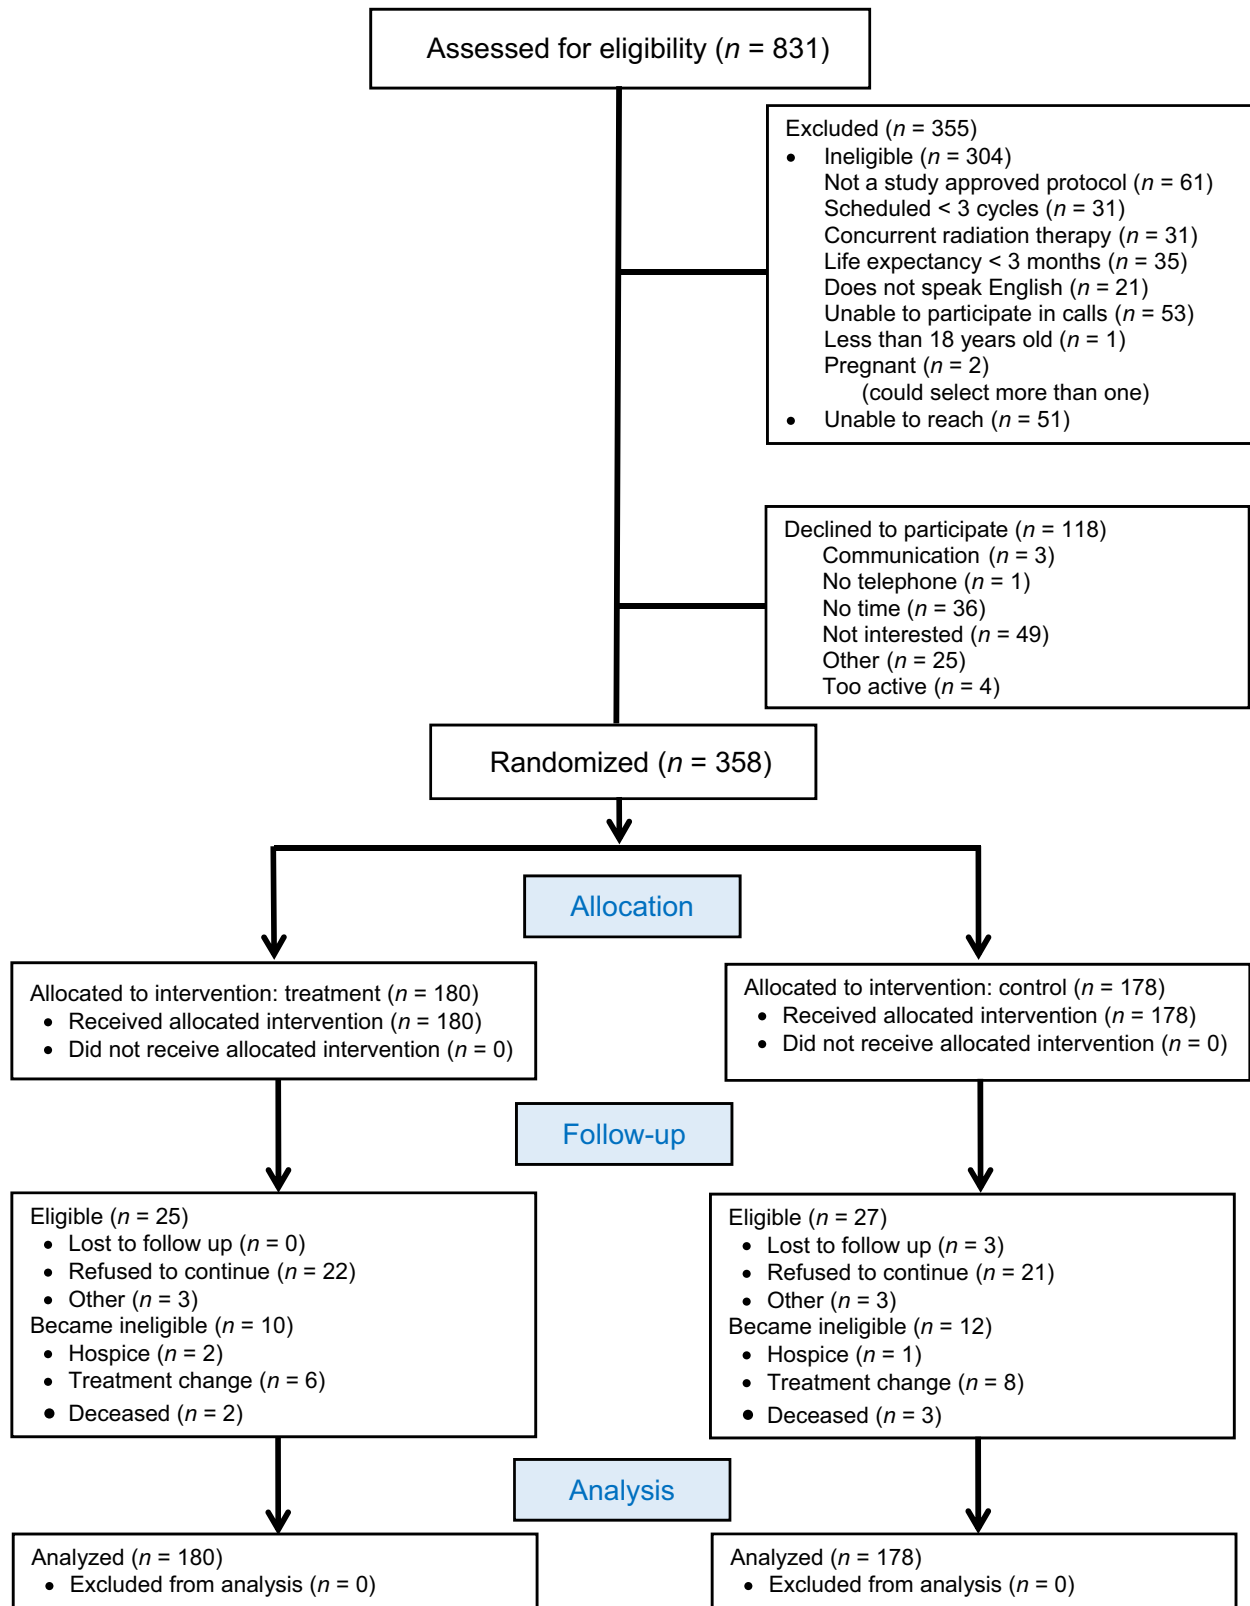 Assessed for eligibility (n = 831)
Excluded (n = 355)
• Ineligible (n = 304)
Not a study approved protocol (n = 61)
Scheduled < 3 cycles (n = 31)
Concurrent radiation therapy (n = 31)
Life expectancy < 3 months (n = 35)
Does not speak English (n = 21)
Unable to participate in calls (n = 53)
Less than 18 years old (n = 1)
Pregnant (n = 2)
(could select more than one)
• Unable to reach (n = 51)
Declined to participate (n = 118)
Communication (n = 3)
No telephone (n = 1)
No time (n = 36)
Not interested (n = 49)
Other (n = 25)
Too active (n = 4)
Randomized (n = 358)
Allocation
Allocated to intervention: treatment (n = 180)
• Received allocated intervention (n = 180)
• Did not receive allocated intervention (n = 0)
Allocated to intervention: control (n = 178)
• Received allocated intervention (n = 178)
• Did not receive allocated intervention (n = 0)
Follow-up
Eligible (n = 25)
• Lost to follow up (n = 0)
• Refused to continue (n = 22)
• Other (n = 3)
Became ineligible (n = 10)
• Hospice (n = 2)
• Treatment change (n = 6)
• Deceased (n = 2)
Eligible (n = 27)
• Lost to follow up (n = 3)
• Refused to continue (n = 21)
• Other (n = 3)
Became ineligible (n = 12)
• Hospice (n = 1)
• Treatment change (n = 8)
• Deceased (n = 3)
Analysis
Analyzed (n = 180)
• Excluded from analysis (n = 0)
Analyzed (n = 178)
• Excluded from analysis (n = 0)